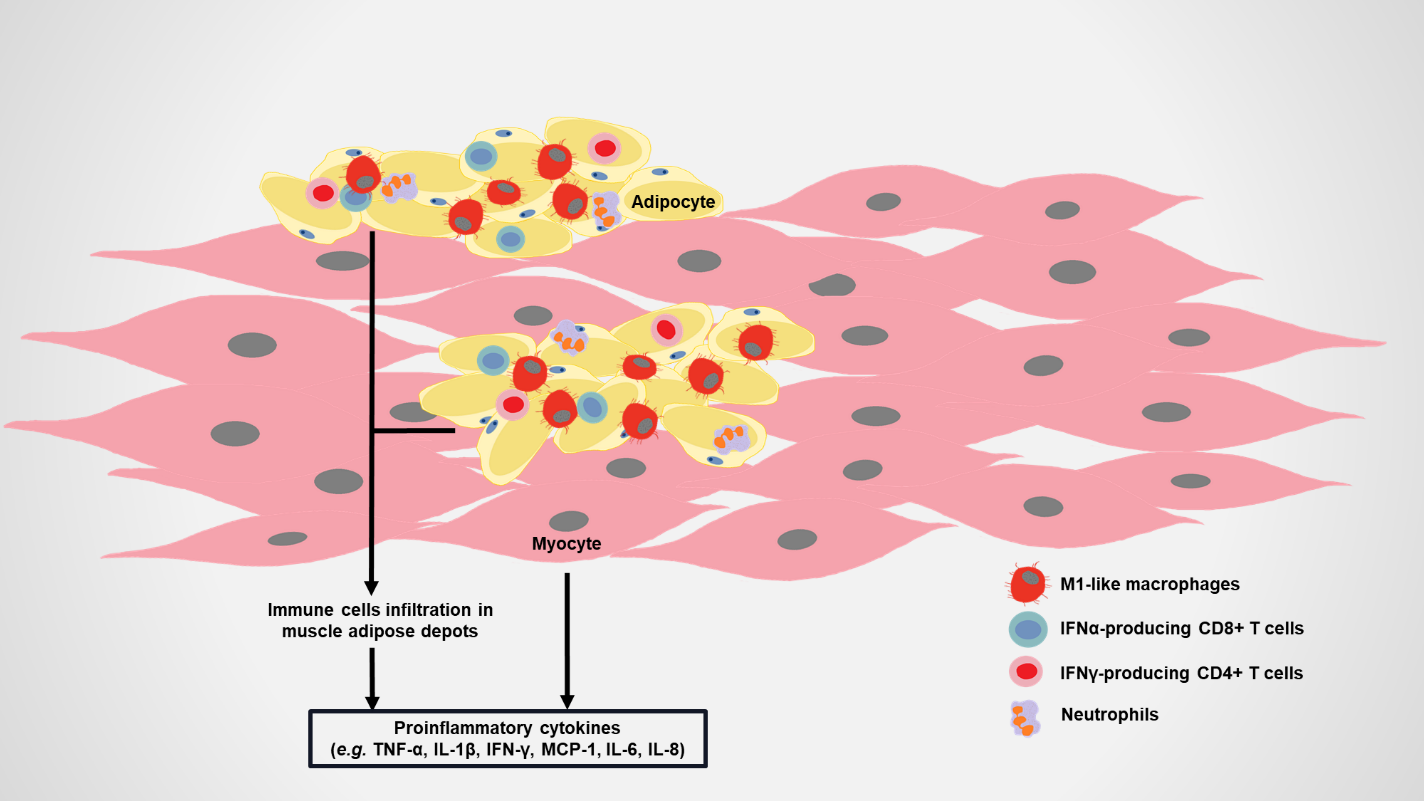 Adipocyte
Myocyte
Immune cells infiltration in
muscle adipose depots
Proinflammatory cytokines
(e.g. TNF-α, IL-1β, IFN-γ, MCP-1, IL-6, IL-8)
M1-like macrophages
IFNα-producing CD8+ T cells
IFNγ-producing CD4+ T cells
Neutrophils